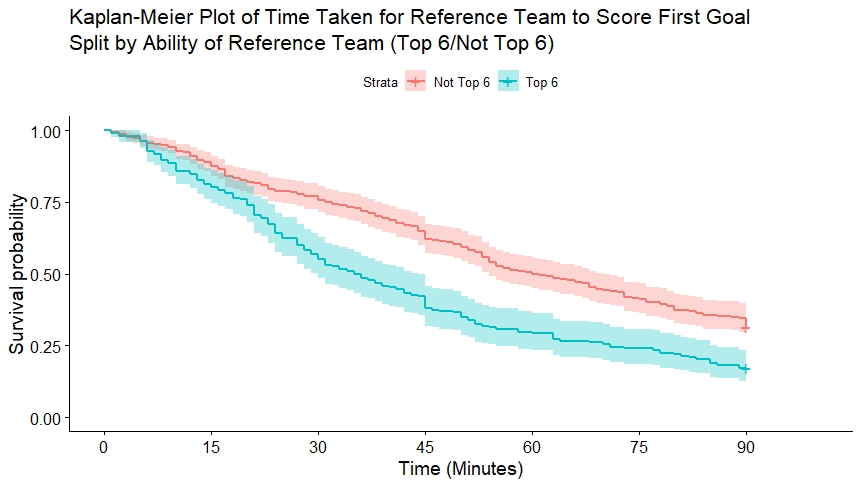 Kaplan-Meier Plot of Time Taken for Reference Team to Score First Goal
Split by Ability of Reference Team (Top 6/Not Top 6)
Strata Not Top 6 Top 6
1.00
0.75
0.50
0.25
0.00
Survival probability
0 15 30 45 60 75 90
Time (Minutes)